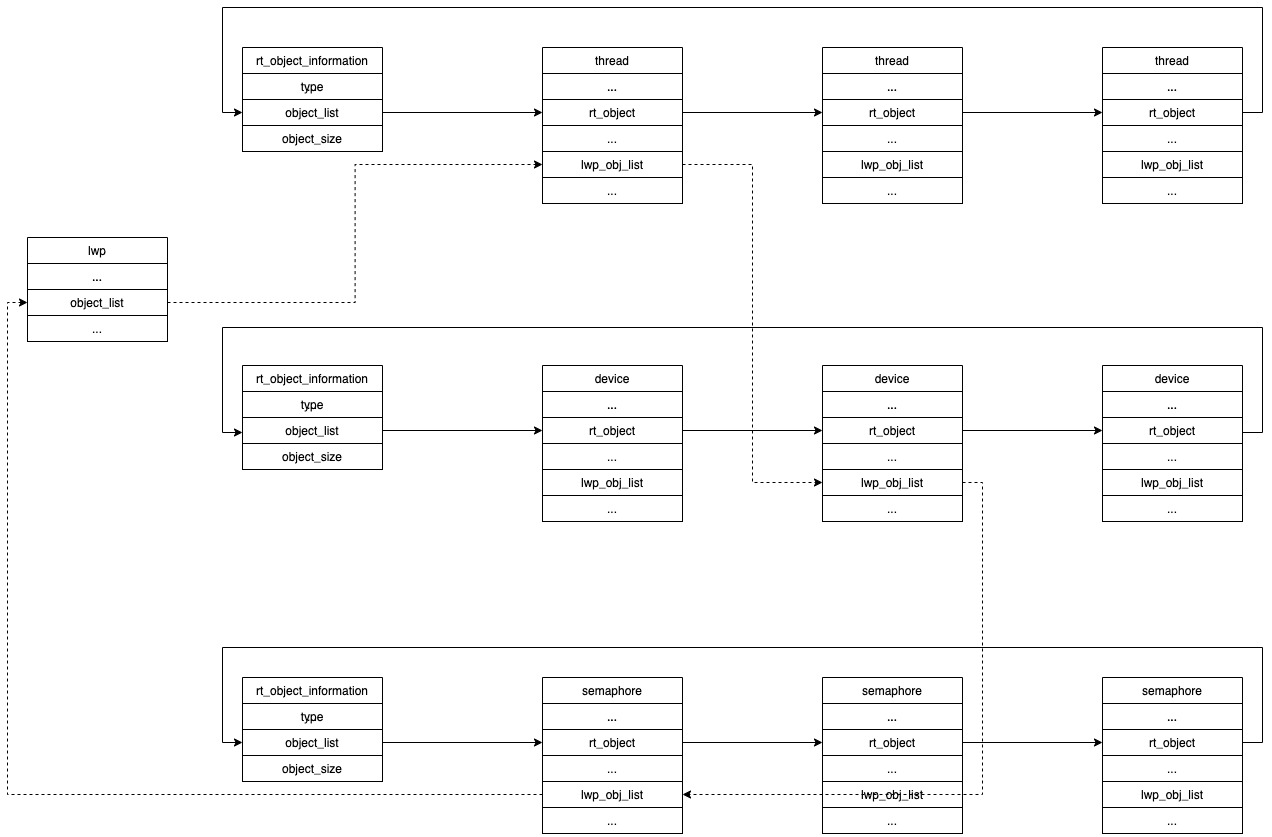 rt_object_information
type
object_list
object_size
thread
...
rt_object
...
lwp_obj_list
...
thread
...
rt_object
...
lwp_obj_list
...
thread
...
rt_object
...
lwp_obj_list
...
lwp
...
object_list
...
rt_object_information
type
object_list
object_size
device
...
rt_object
...
lwp_obj_list
...
device
...
rt_object
...
lwp_obj_list
...
device
...
rt_object
...
lwp_obj_list
...
rt_object_information
type
object_list
object_size
semaphore
...
rt_object
...
lwp_obj_list
...
semaphore
...
rt_object
...
lwp_obj_list
...
semaphore
...
rt_object
...
lwp_obj_list
...